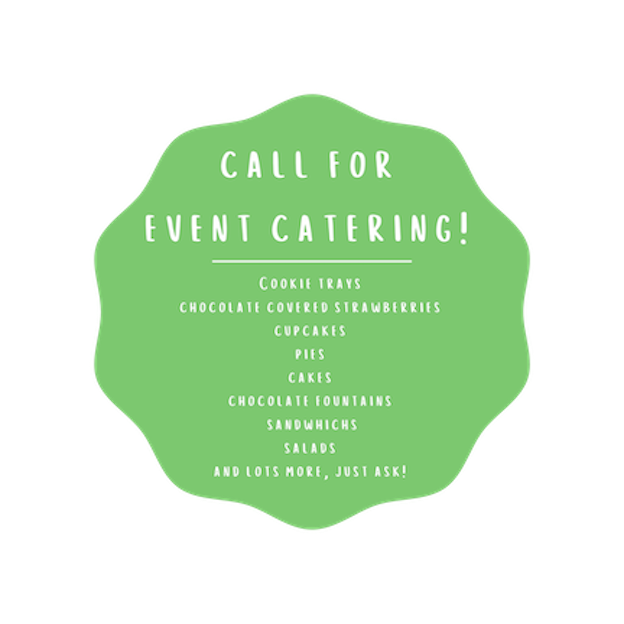 CALL FOR
EVENT CATERING!
COOKIE TRAYS
CHOCOLATE COVERED STRAWBERRIES
CUPCAKES
PIES
CAKES
CHOCOLATE FOUNTAINS
SANDWHICHS
SALADS
AND LOTS MORE, JUST ASK!